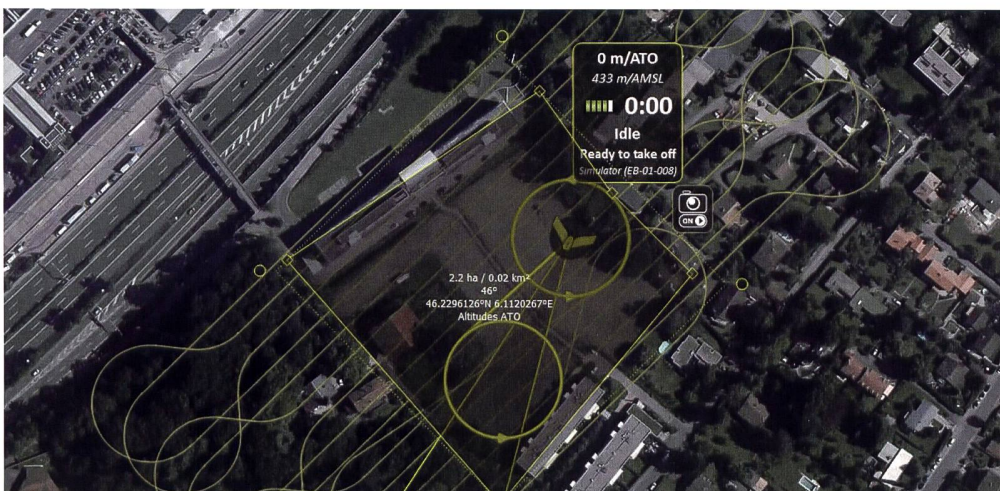 0 m/ATO
433 m/AMSL
0:00
Idle
Ready to take off
Simulator (EB-01-008)
ON
2.2 ha / 0.02 km²
46°
46.2296126°N 6.1120267°E
Altitudes ATO